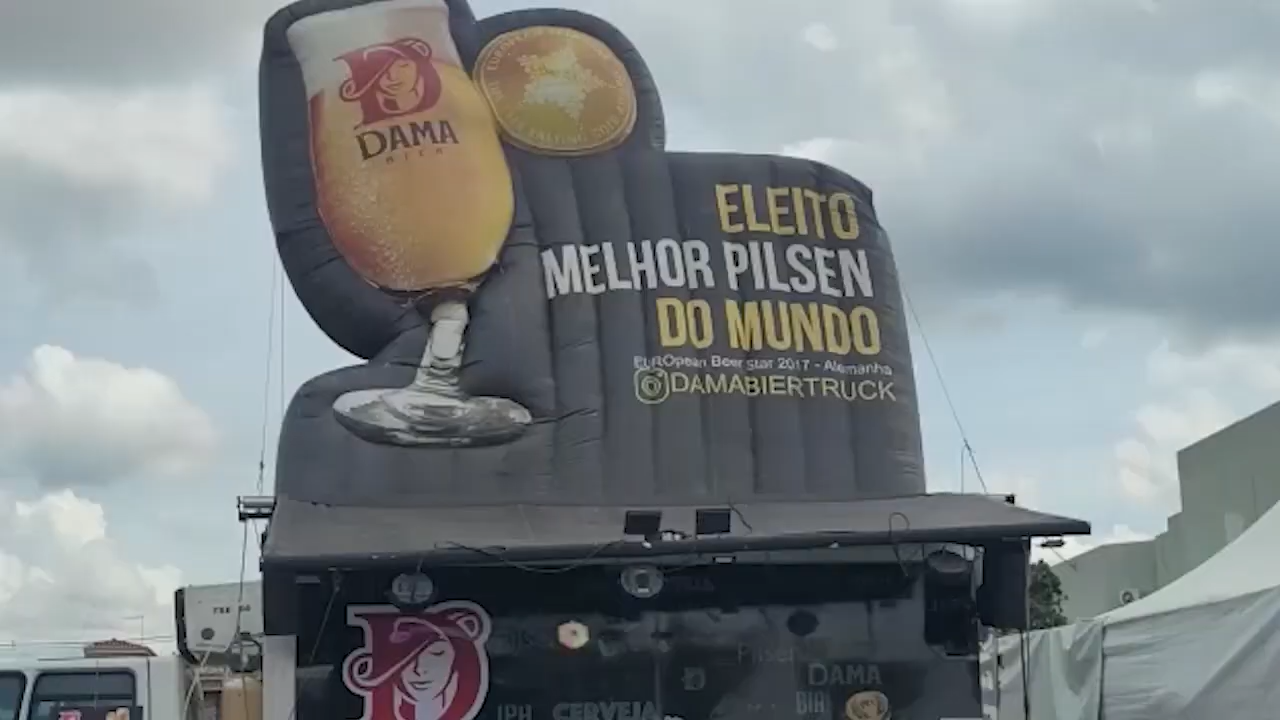 DAMA
BIER
ELEITO
MELHOR PILSEN
DO MUNDO
EUROpean Beer star 2017 - Alemanha
DAMABIERTRUCK
DAMA
CERVEJA